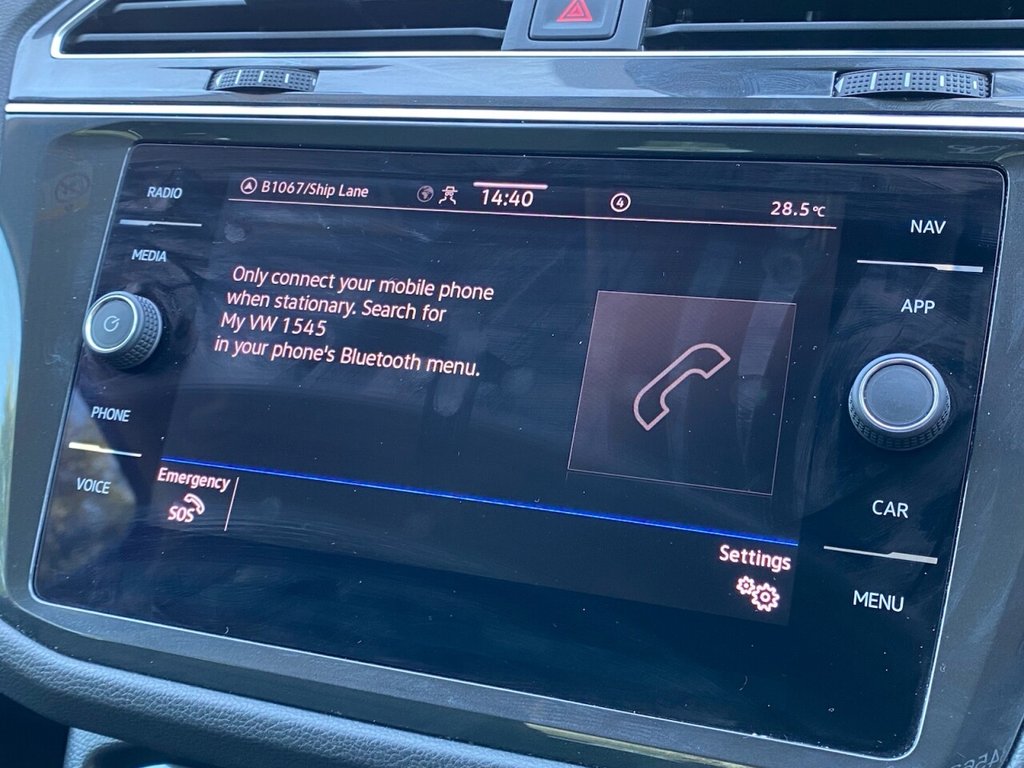 RADIO
MEDIA
PHONE
VOICE
B1067/Ship Lane
14:40
4
28.5°C
Only connect your mobile phone
when stationary. Search for
My VW 1545
in your phone's Bluetooth menu.
Emergency
SOS
Settings
NAV
APP
CAR
MENU